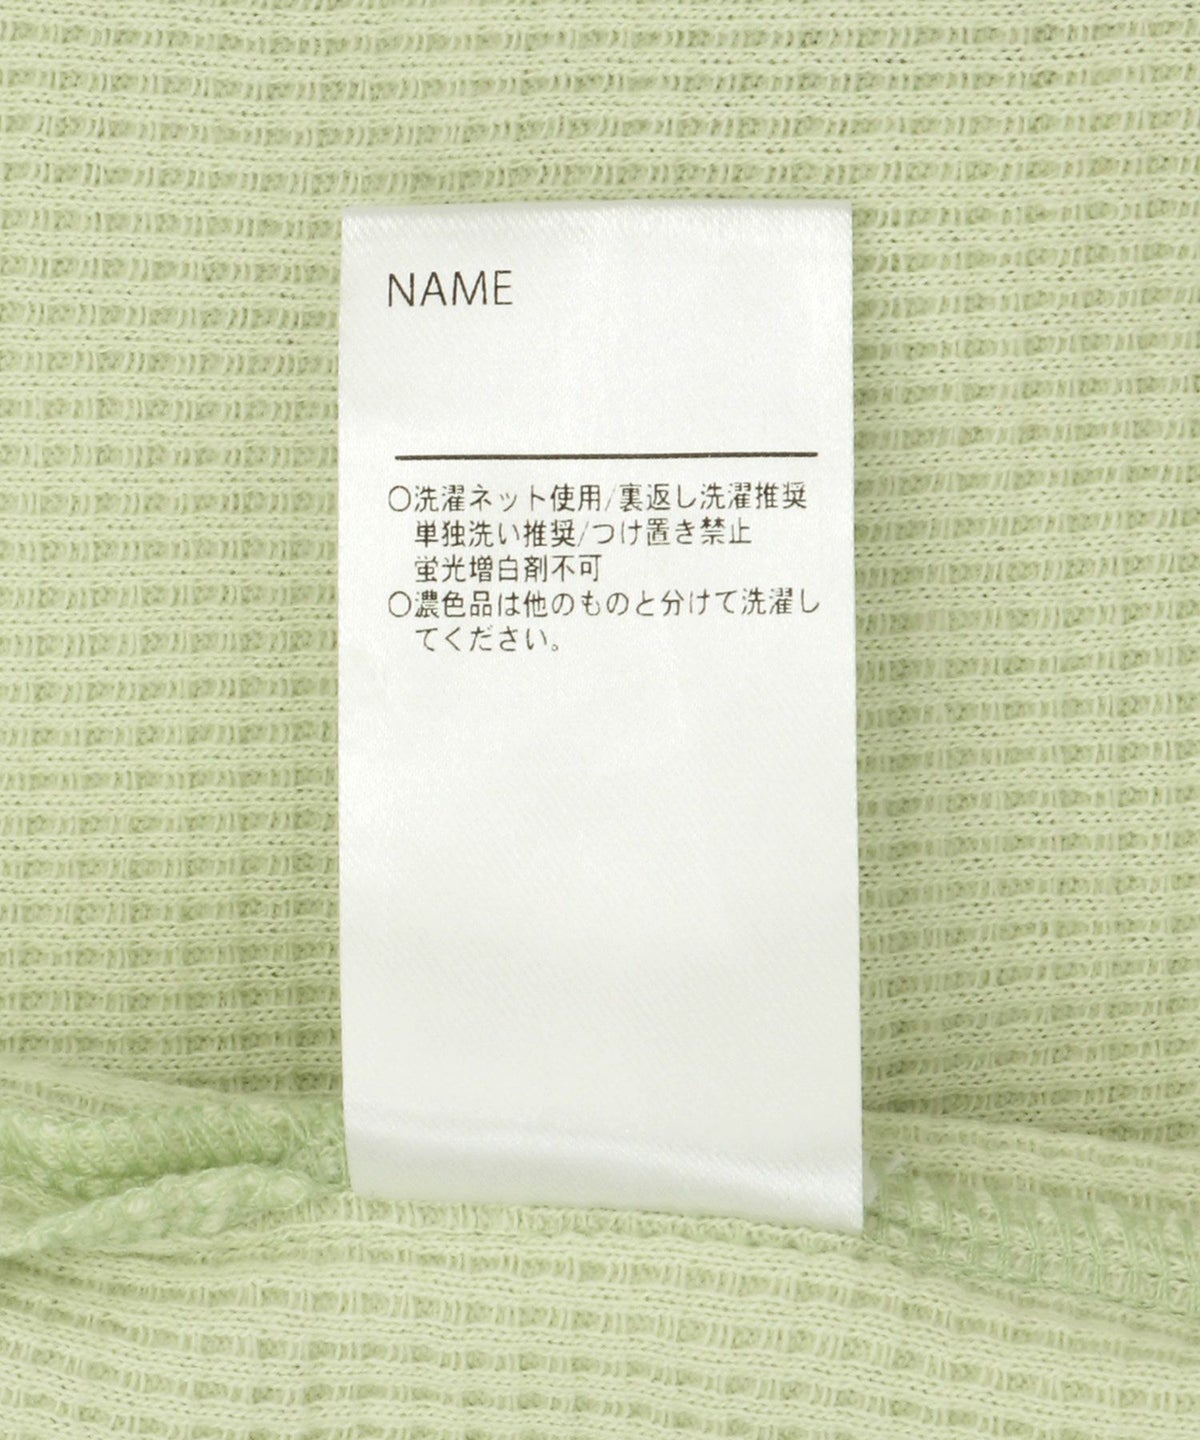 NAME
○洗濯ネット使用/裏返し洗濯推奨
単独洗い推奨/つけ置き禁止
蛍光増白剤不可
○濃色品は他のものと分けて洗濯し
てください。